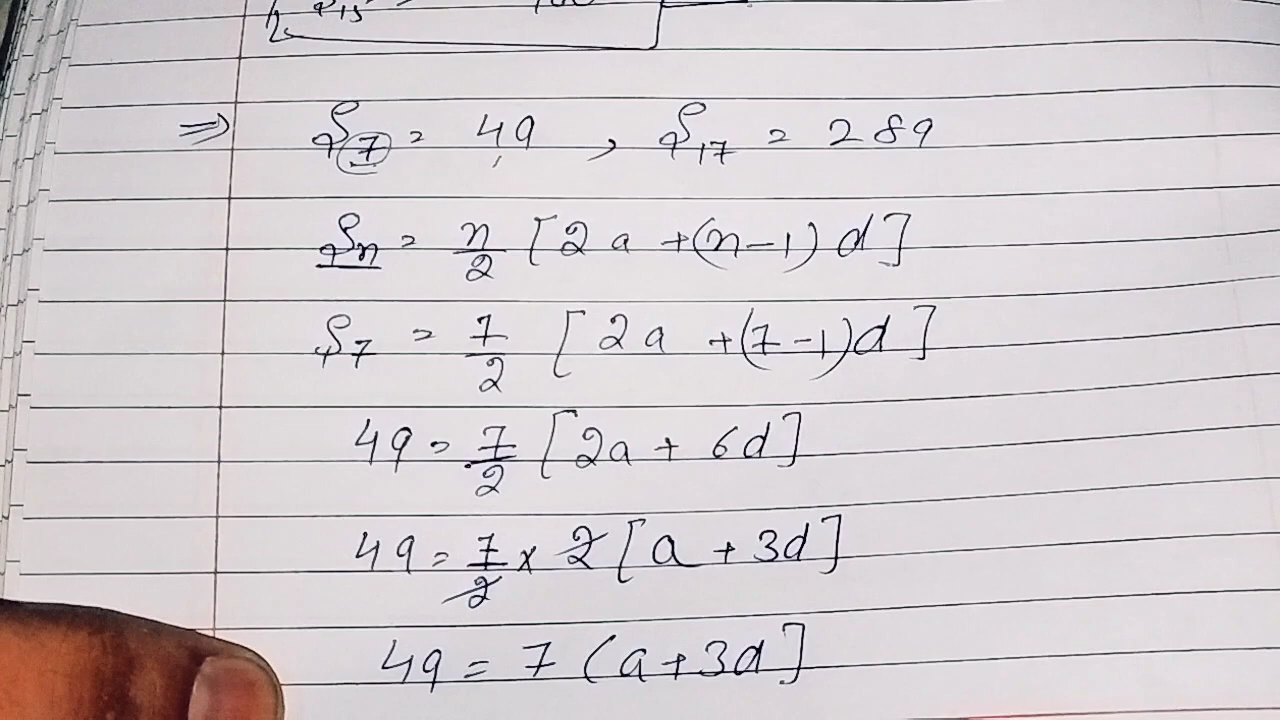 ⇒ S₇ = 49 , S₁₇ = 289
Sₙ = n/2 [2a + (n-1)d]
S₇ = 7/2 [2a + (7-1)d]
49 = 7/2 [2a + 6d]
49 = 7/2 × 2 [a + 3d]
49 = 7 (a+3d]